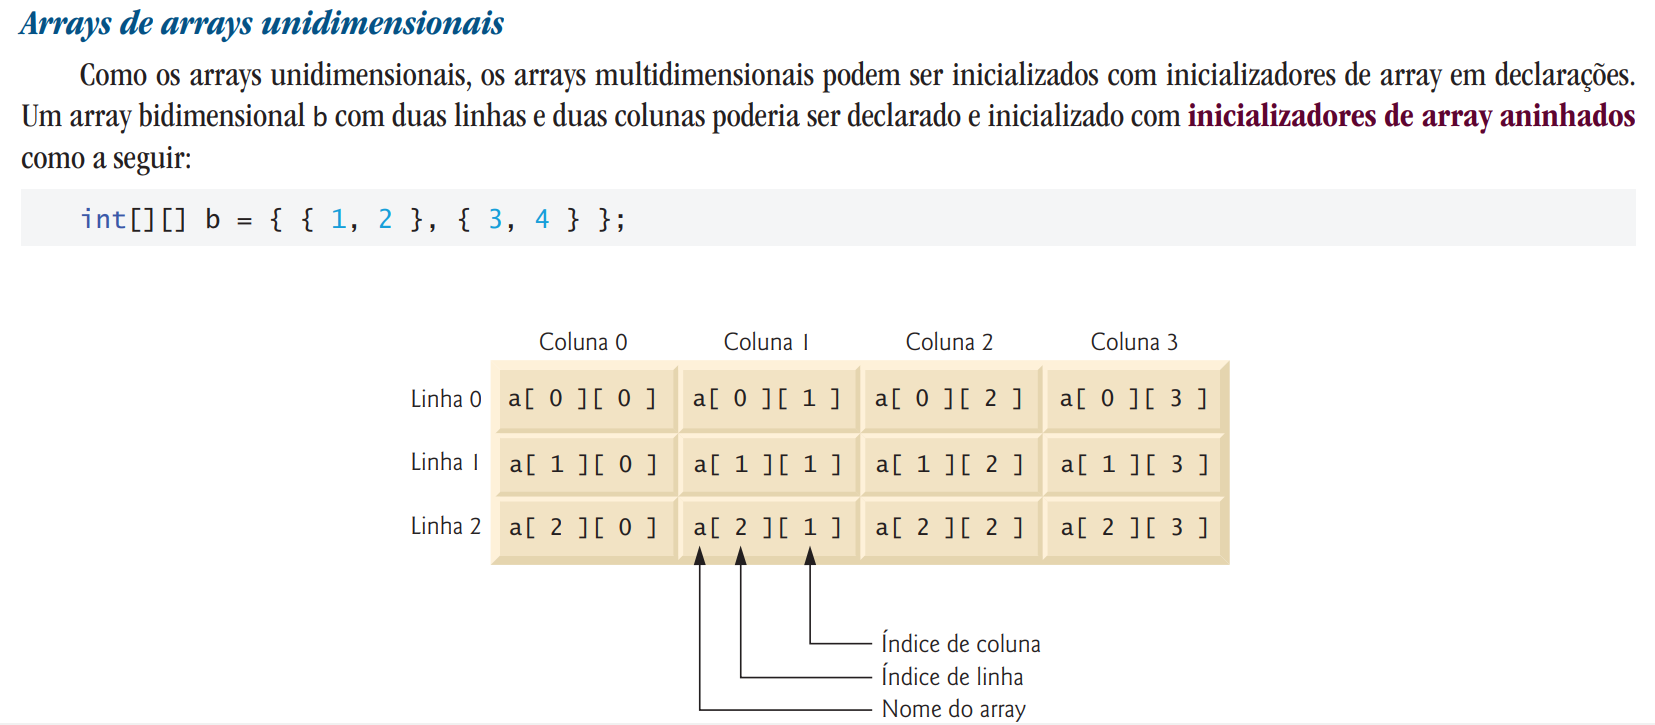 Arrays de arrays unidimensionais
Como os arrays unidimensionais, os arrays multidimensionais podem ser inicializados com inicializadores de array em declarações.
Um array bidimensional b com duas linhas e duas colunas poderia ser declarado e inicializado com inicializadores de array aninhados
como a seguir:
int[][] b = { { 1, 2 }, { 3, 4 } };
Coluna 0 Coluna 1 Coluna 2 Coluna 3
Linha 0 a[ 0 ][ 0 ] a[ 0 ][ 1 ] a[ 0 ][ 2 ] a[ 0 ][ 3 ]
Linha 1 a[ 1 ][ 0 ] a[ 1 ][ 1 ] a[ 1 ][ 2 ] a[ 1 ][ 3 ]
Linha 2 a[ 2 ][ 0 ] a[ 2 ][ 1 ] a[ 2 ][ 2 ] a[ 2 ][ 3 ]
Índice de coluna
Índice de linha
Nome do array